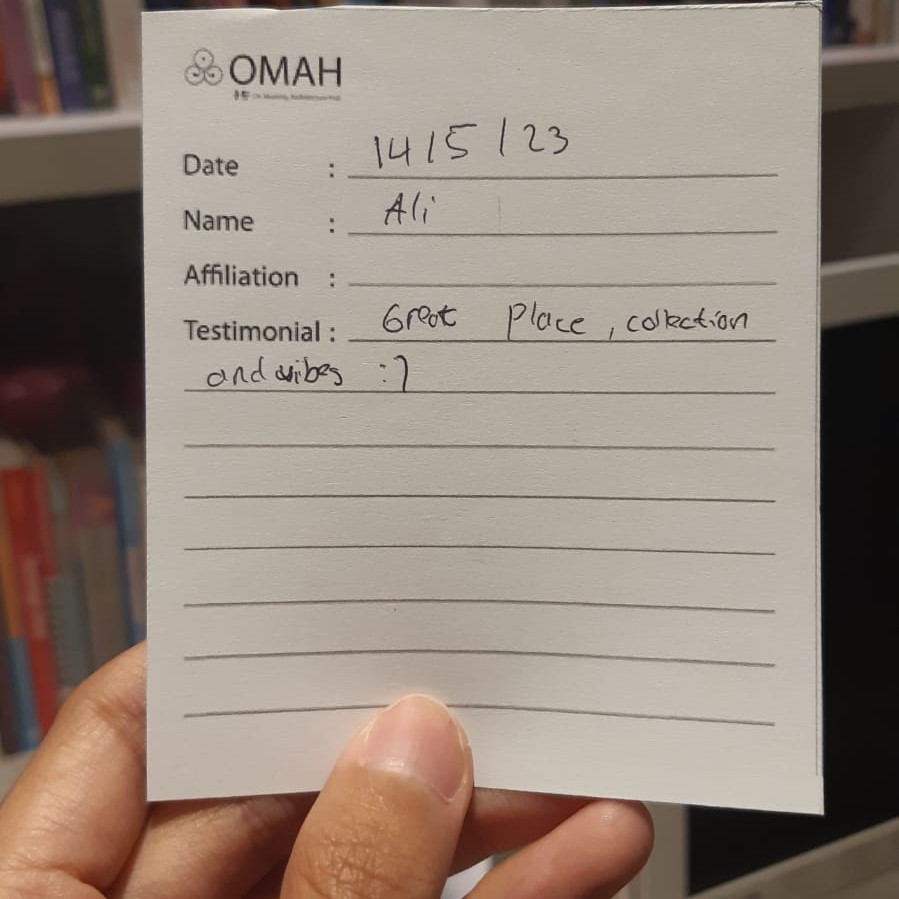 OMAH
Date : 14/5/23
Name : Ali
Affiliation :
Testimonial : Great Place, collection
and vibes :)